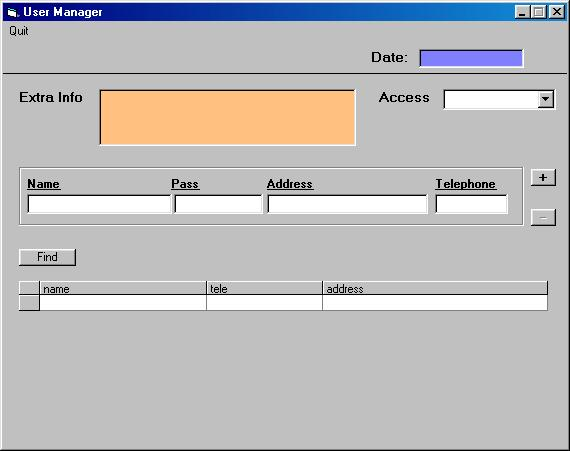 User Manager
Quit
Date:
Extra Info Access
Name Pass Address Telephone
+
-
Find
name tele address